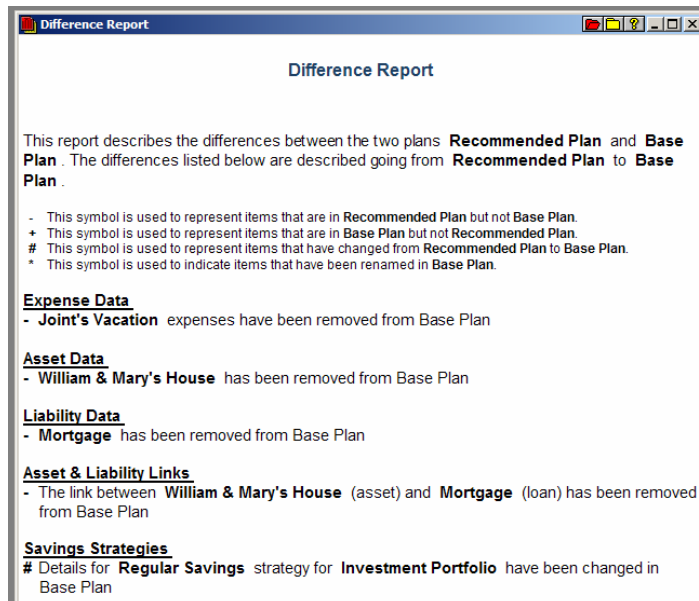 Difference Report
Difference Report
This report describes the differences between the two plans Recommended Plan and Base
Plan . The differences listed below are described going from Recommended Plan to Base
Plan .
- This symbol is used to represent items that are in Recommended Plan but not Base Plan.
+ This symbol is used to represent items that are in Base Plan but not Recommended Plan.
# This symbol is used to represent items that have changed from Recommended Plan to Base Plan.
* This symbol is used to indicate items that have been renamed in Base Plan.
Expense Data
- Joint's Vacation expenses have been removed from Base Plan
Asset Data
- William & Mary's House has been removed from Base Plan
Liability Data
- Mortgage has been removed from Base Plan
Asset & Liability Links
- The link between William & Mary's House (asset) and Mortgage (loan) has been removed
from Base Plan
Savings Strategies
# Details for Regular Savings strategy for Investment Portfolio have been changed in
Base Plan